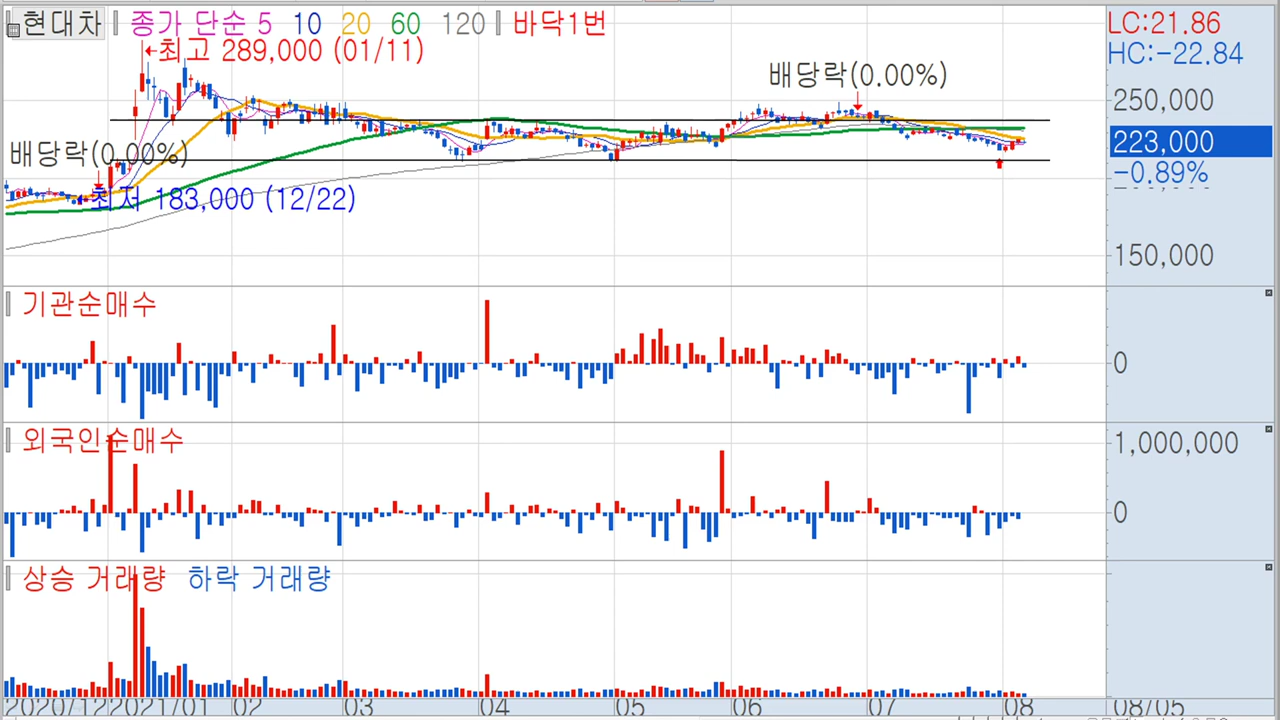 현대차 종가 단순 5 10 20 60 120 바닥1번
LC:21.86
HC:-22.84
최고 289,000 (01/11)
배당락(0.00%)
250,000
223,000
-0.89%
배당락(0.00%)
최저 183,000 (12/22)
150,000
기관순매수
0
외국인순매수
1,000,000
0
상승 거래량 하락 거래량
2020/12 2021/01 02 03 04 05 06 07 08 08/05